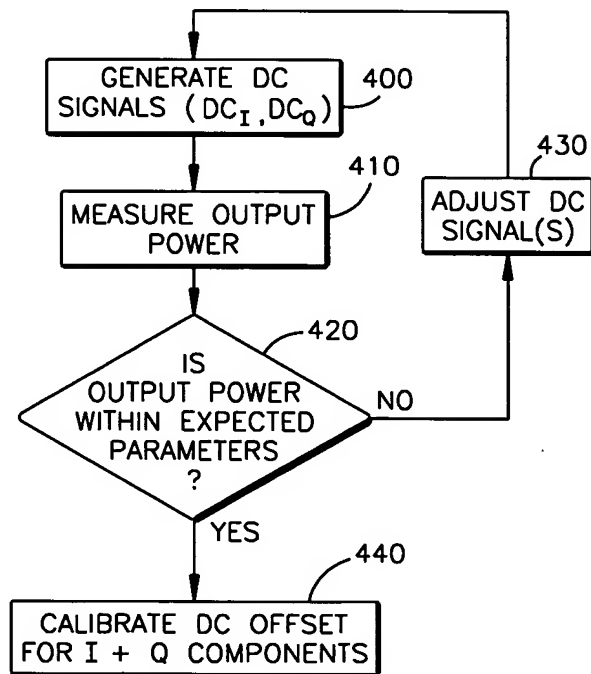 GENERATE DC
SIGNALS (DC_I, DC_Q)
400
MEASURE OUTPUT
POWER
410
IS
OUTPUT POWER
WITHIN EXPECTED
PARAMETERS
?
420
NO
ADJUST DC
SIGNAL(S)
430
YES
CALIBRATE DC OFFSET
FOR I + Q COMPONENTS
440